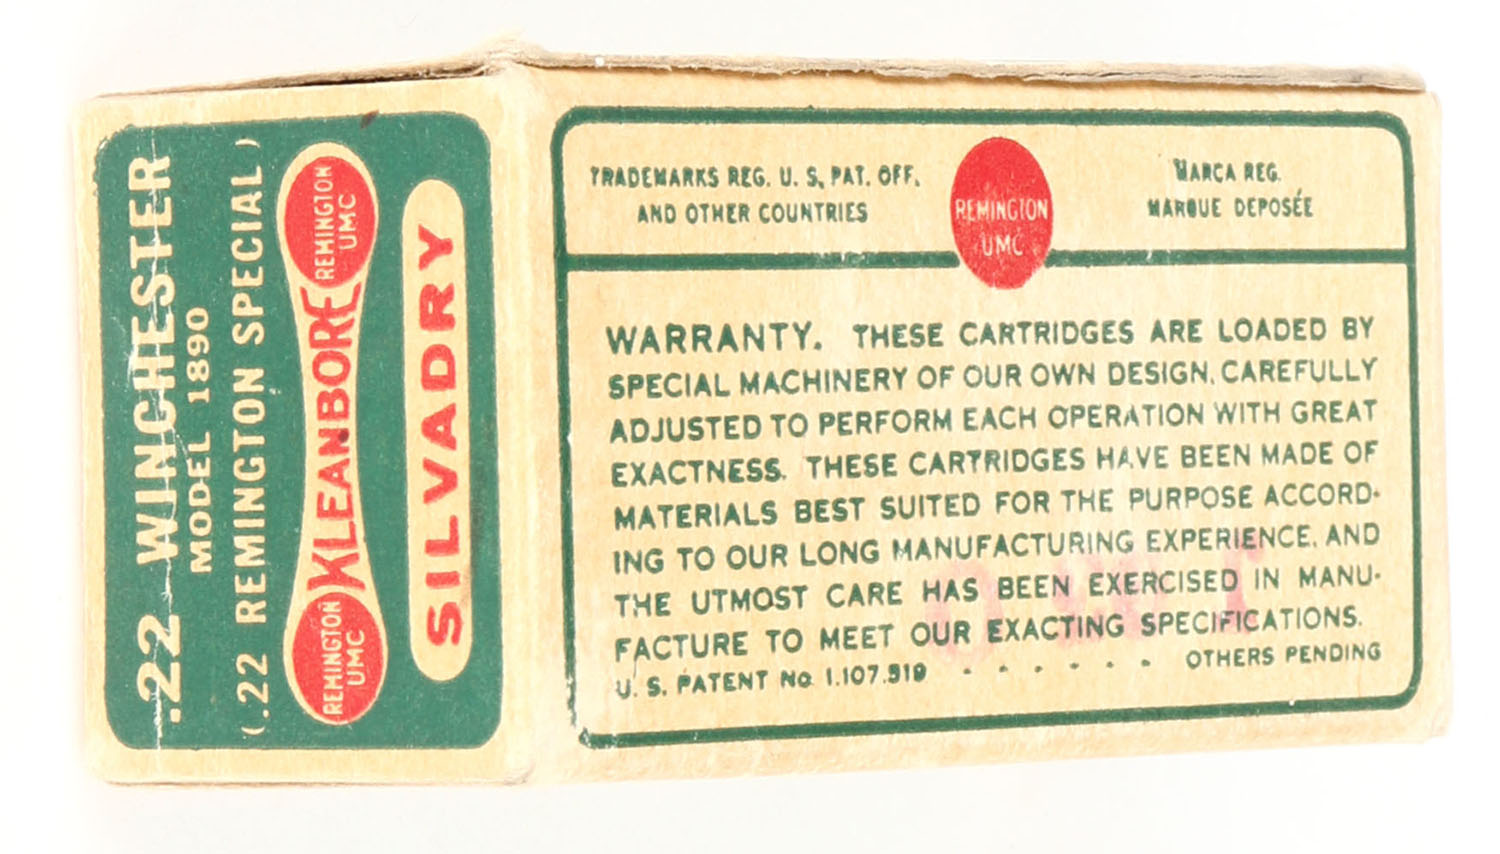 .22 WINCHESTER
MODEL 1890
(.22 REMINGTON SPECIAL)
REMINGTON
UMC
KLEANBORE
REMINGTON
UMC
SILVADRY
TRADEMARKS REG. U. S. PAT. OFF.
AND OTHER COUNTRIES
REMINGTON
UMC
MARCA REG.
MARQUE DEPOSÉE
WARRANTY. THESE CARTRIDGES ARE LOADED BY
SPECIAL MACHINERY OF OUR OWN DESIGN, CAREFULLY
ADJUSTED TO PERFORM EACH OPERATION WITH GREAT
EXACTNESS. THESE CARTRIDGES HAVE BEEN MADE OF
MATERIALS BEST SUITED FOR THE PURPOSE ACCORD-
ING TO OUR LONG MANUFACTURING EXPERIENCE, AND
THE UTMOST CARE HAS BEEN EXERCISED IN MANU-
FACTURE TO MEET OUR EXACTING SPECIFICATIONS.
U. S. PATENT No. 1.107.919 - - - - - - OTHERS PENDING